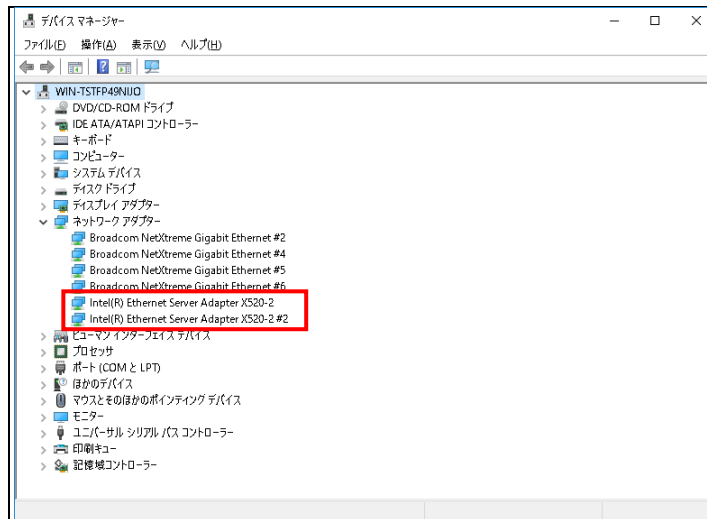 デバイス マネージャー
ファイル(F) 操作(A) 表示(V) ヘルプ(H)
WIN-TSTFP49NIJO
DVD/CD-ROM ドライブ
IDE ATA/ATAPI コントローラー
キーボード
コンピューター
システム デバイス
ディスク ドライブ
ディスプレイ アダプター
ネットワーク アダプター
Broadcom NetXtreme Gigabit Ethernet #2
Broadcom NetXtreme Gigabit Ethernet #4
Broadcom NetXtreme Gigabit Ethernet #5
Broadcom NetXtreme Gigabit Ethernet #6
Intel(R) Ethernet Server Adapter X520-2
Intel(R) Ethernet Server Adapter X520-2 #2
ヒューマン インターフェイス デバイス
プロセッサ
ポート (COM と LPT)
ほかのデバイス
マウスとそのほかのポインティング デバイス
モニター
ユニバーサル シリアル バス コントローラー
印刷キュー
記憶域コントローラー